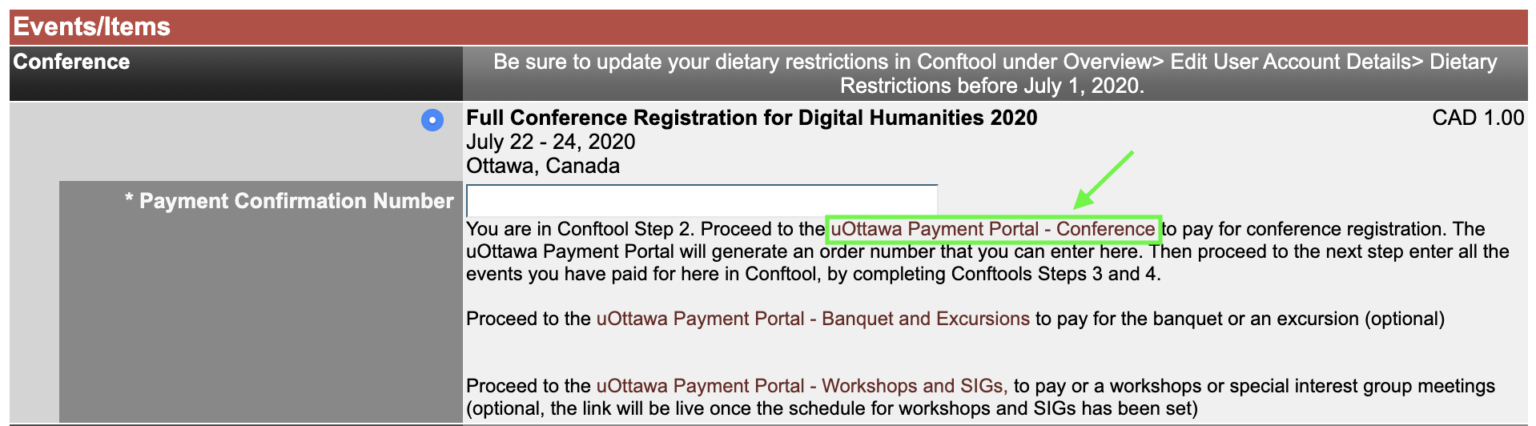 Events/Items
Conference
Be sure to update your dietary restrictions in Conftool under Overview> Edit User Account Details> Dietary
Restrictions before July 1, 2020.
Full Conference Registration for Digital Humanities 2020
CAD 1.00
July 22 - 24, 2020
Ottawa, Canada
* Payment Confirmation Number
You are in Conftool Step 2. Proceed to the uOttawa Payment Portal - Conference to pay for conference registration. The
uOttawa Payment Portal will generate an order number that you can enter here. Then proceed to the next step enter all the
events you have paid for here in Conftool, by completing Conftools Steps 3 and 4.
Proceed to the uOttawa Payment Portal - Banquet and Excursions to pay for the banquet or an excursion (optional)
Proceed to the uOttawa Payment Portal - Workshops and SIGs, to pay or a workshops or special interest group meetings
(optional, the link will be live once the schedule for workshops and SIGs has been set)